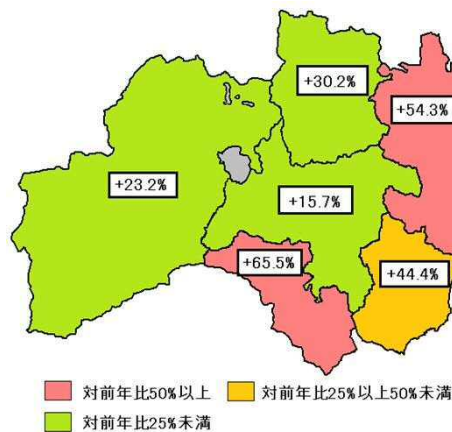 +30.2%
+54.3%
+23.2%
+15.7%
+65.5%
+44.4%
対前年比50%以上
対前年比25%以上50%未満
対前年比25%未満